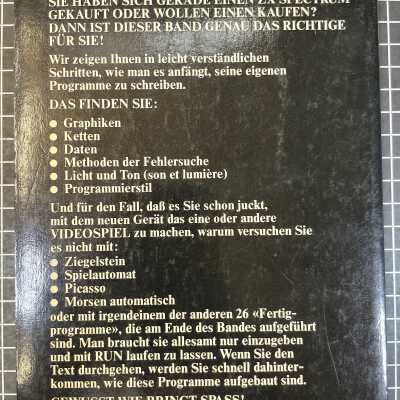 SIE HABEN SICH GERADE EINEN ZX SPECTRUM
GEKAUFT ODER WOLLEN EINEN KAUFEN?
DANN IST DIESER BAND GENAU DAS RICHTIGE
FÜR SIE!
Wir zeigen Ihnen in leicht verständlichen
Schritten, wie man es anfängt, seine eigenen
Programme zu schreiben.
DAS FINDEN SIE:
● Graphiken
● Ketten
● Daten
● Methoden der Fehlersuche
● Licht und Ton (son et lumière)
● Programmierstil
Und für den Fall, daß es Sie schon juckt,
mit dem neuen Gerät das eine oder andere
VIDEOSPIEL zu machen, warum versuchen Sie
es nicht mit:
● Ziegelstein
● Spielautomat
● Picasso
● Morsen automatisch
oder mit irgendeinem der anderen 26 «Fertig-
programme», die am Ende des Bandes aufgeführt
sind. Man braucht sie allesamt nur einzugeben
und mit RUN laufen zu lassen. Wenn Sie den
Text durchgehen, werden Sie schnell dahinter-
kommen, wie diese Programme aufgebaut sind.
GEWUSST WIE BRINGT SPASS!